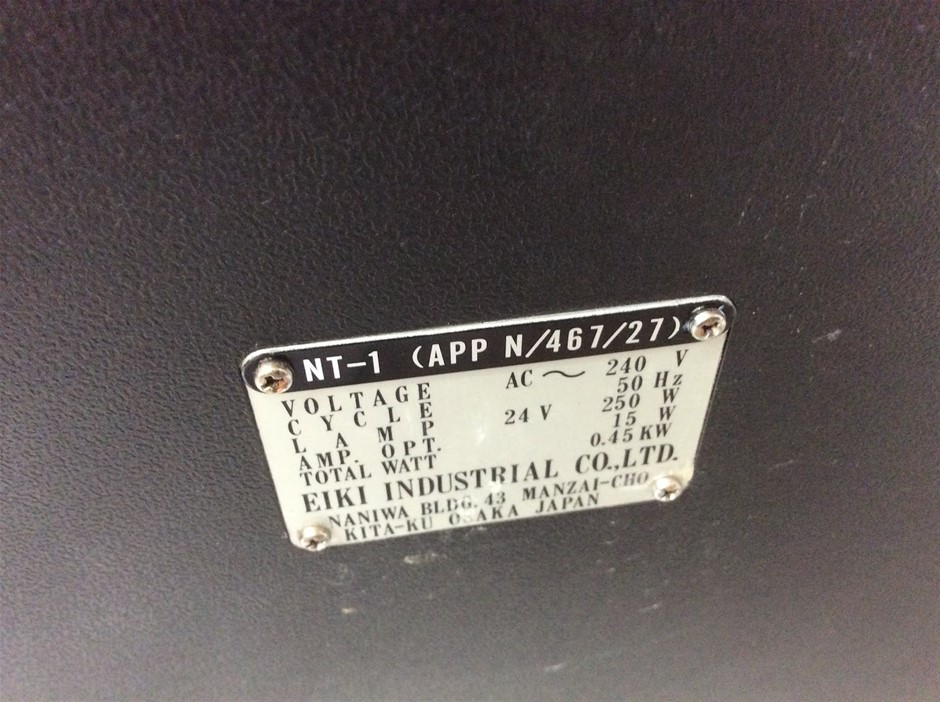 NT-1 (APP N/467/27)
VOLTAGE AC ~ 240 V
CYCLE 50 Hz
LAMP 24 V 250 W
AMP. OPT. 15 W
TOTAL WATT 0.45 KW
EIKI INDUSTRIAL CO.,LTD.
NANIWA BLDG. 43 MANZAI-CHO
KITA-KU OSAKA JAPAN